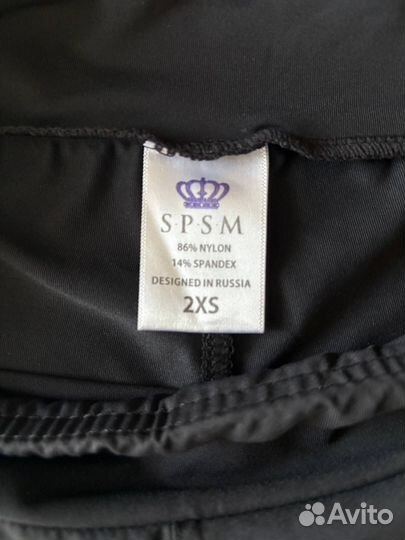 S·P·S·M
86% NYLON
14% SPANDEX
DESIGNED IN RUSSIA
2XS
Avito